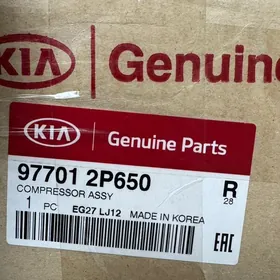 KIA Genuine
KIA Genuine Parts
97701 2P650 R
COMPRESSOR ASSY 28
1 PC EG27 LJ12 MADE IN KOREA
EAC